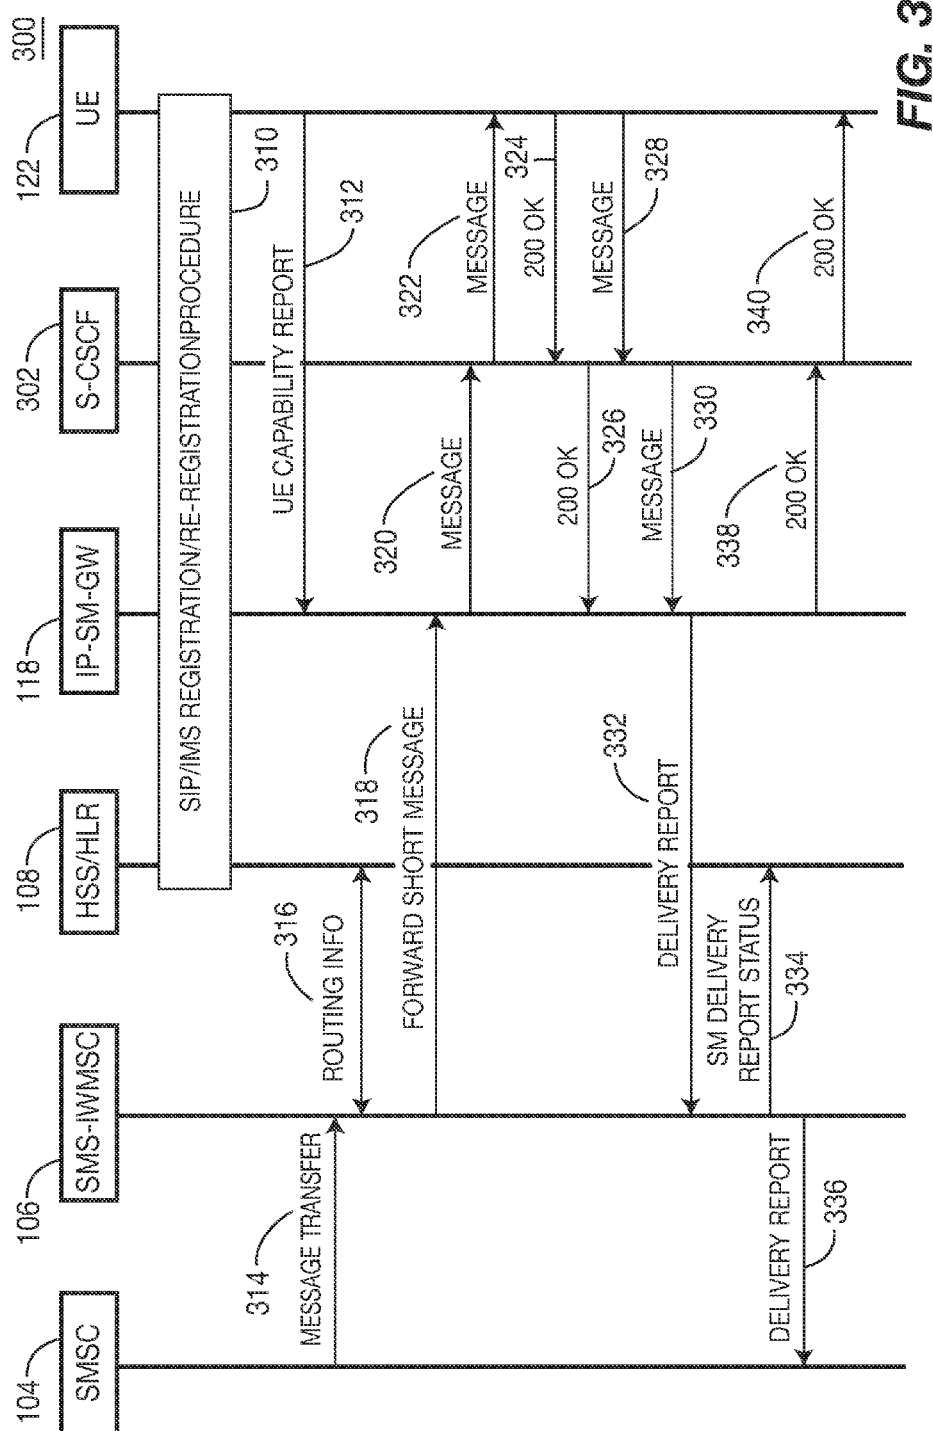 300
104
106
108
118
302
122
SMSC
SMS-IWMSC
HSS/HLR
IP-SM-GW
S-CSCF
UE
SIP/IMS REGISTRATION/RE-REGISTRATIONPROCEDURE
310
UE CAPABILITY REPORT
312
314
MESSAGE TRANSFER
316
ROUTING INFO
318
FORWARD SHORT MESSAGE
320
MESSAGE
322
MESSAGE
324
200 OK
200 OK
326
MESSAGE
328
MESSAGE
330
332
DELIVERY REPORT
SM DELIVERY
REPORT STATUS
334
DELIVERY REPORT
336
338
200 OK
340
200 OK
FIG. 3